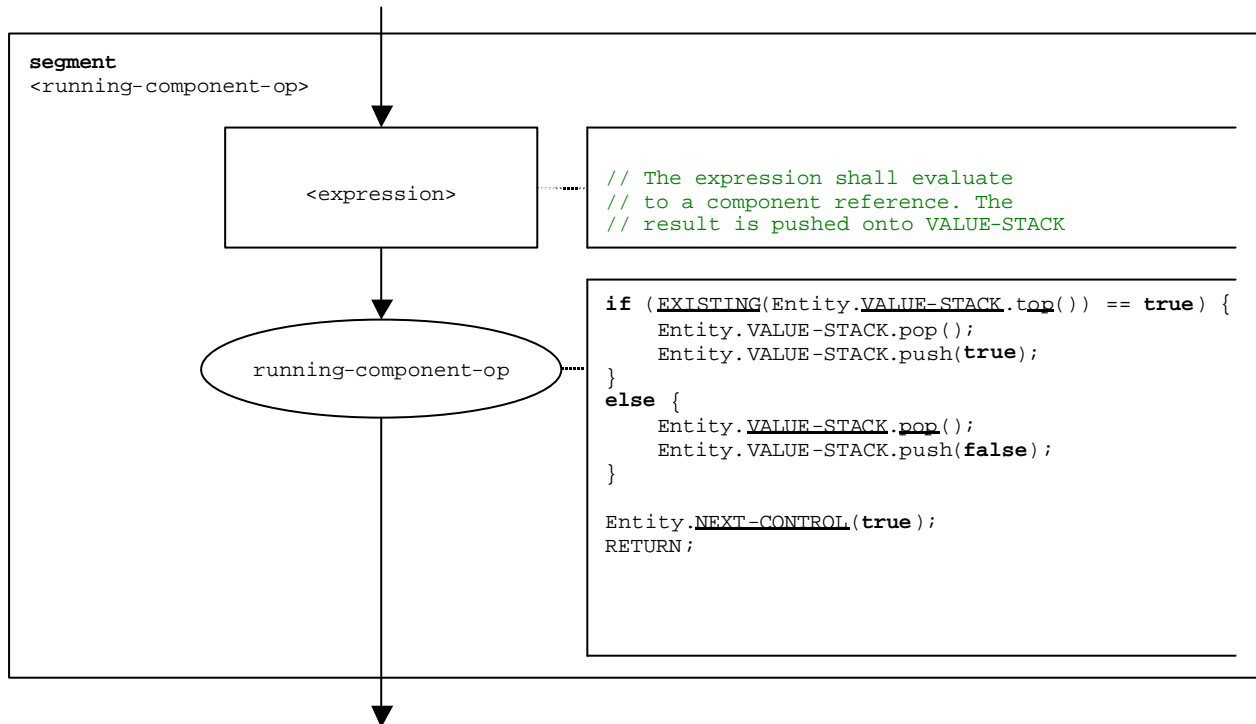 segment
<running-component-op>
<expression>
// The expression shall evaluate
// to a component reference. The
// result is pushed onto VALUE-STACK
running-component-op
if (EXISTING(Entity.VALUE-STACK.top()) == true) {
    Entity.VALUE-STACK.pop();
    Entity.VALUE-STACK.push(true);
}
else {
    Entity.VALUE-STACK.pop();
    Entity.VALUE-STACK.push(false);
}
Entity.NEXT-CONTROL(true);
RETURN;